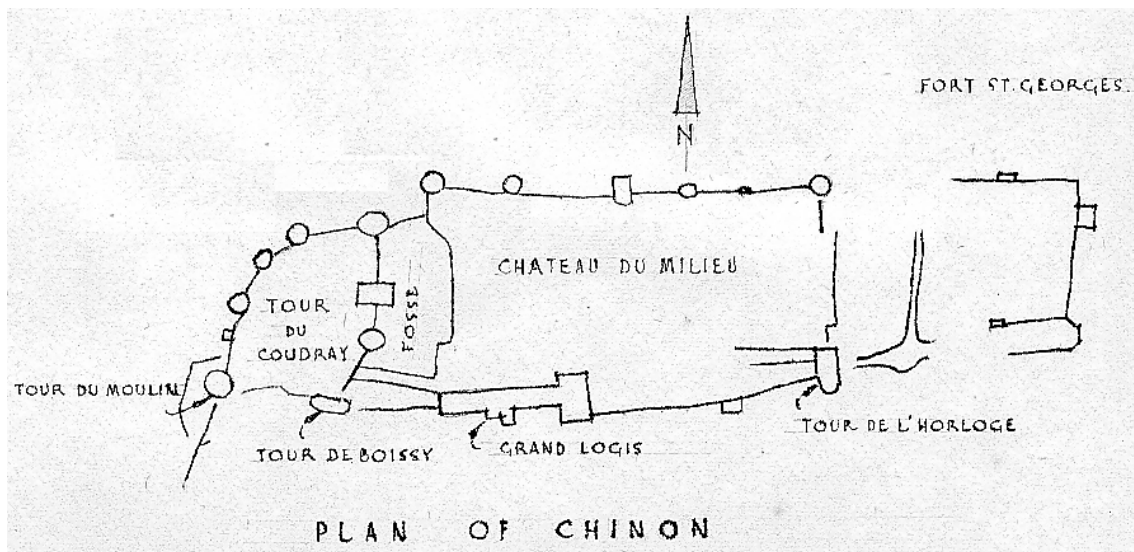 N
FORT ST. GEORGES.
CHATEAU DU MILIEU
FOSSE
TOUR
DU
COUDRAY
TOUR DU MOULIN
TOUR DE BOISSY
GRAND LOGIS
TOUR DE L'HORLOGE
PLAN OF CHINON